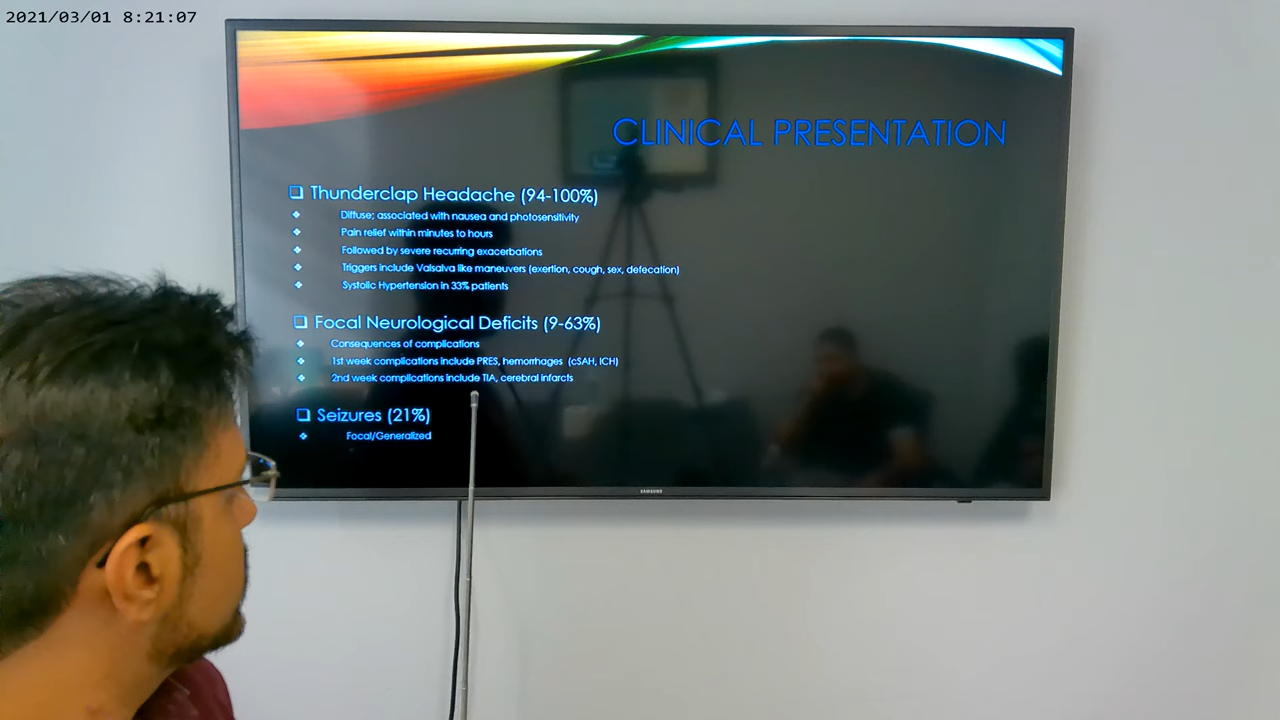 2021/03/01 8:21:07
CLINICAL PRESENTATION
Thunderclap Headache (94-100%)
Diffuse; associated with nausea and photosensitivity
Pain relief within minutes to hours
Followed by severe recurring exacerbations
Triggers include Valsalva like maneuvers (exertion, cough, sex, defecation)
Systolic Hypertension in 33% patients
Focal Neurological Deficits (9-63%)
Consequences of complications
1st week complications include PRES, hemorrhages (cSAH, ICH)
2nd week complications include TIA, cerebral infarcts
Seizures (21%)
Focal/Generalized
SAMSUNG